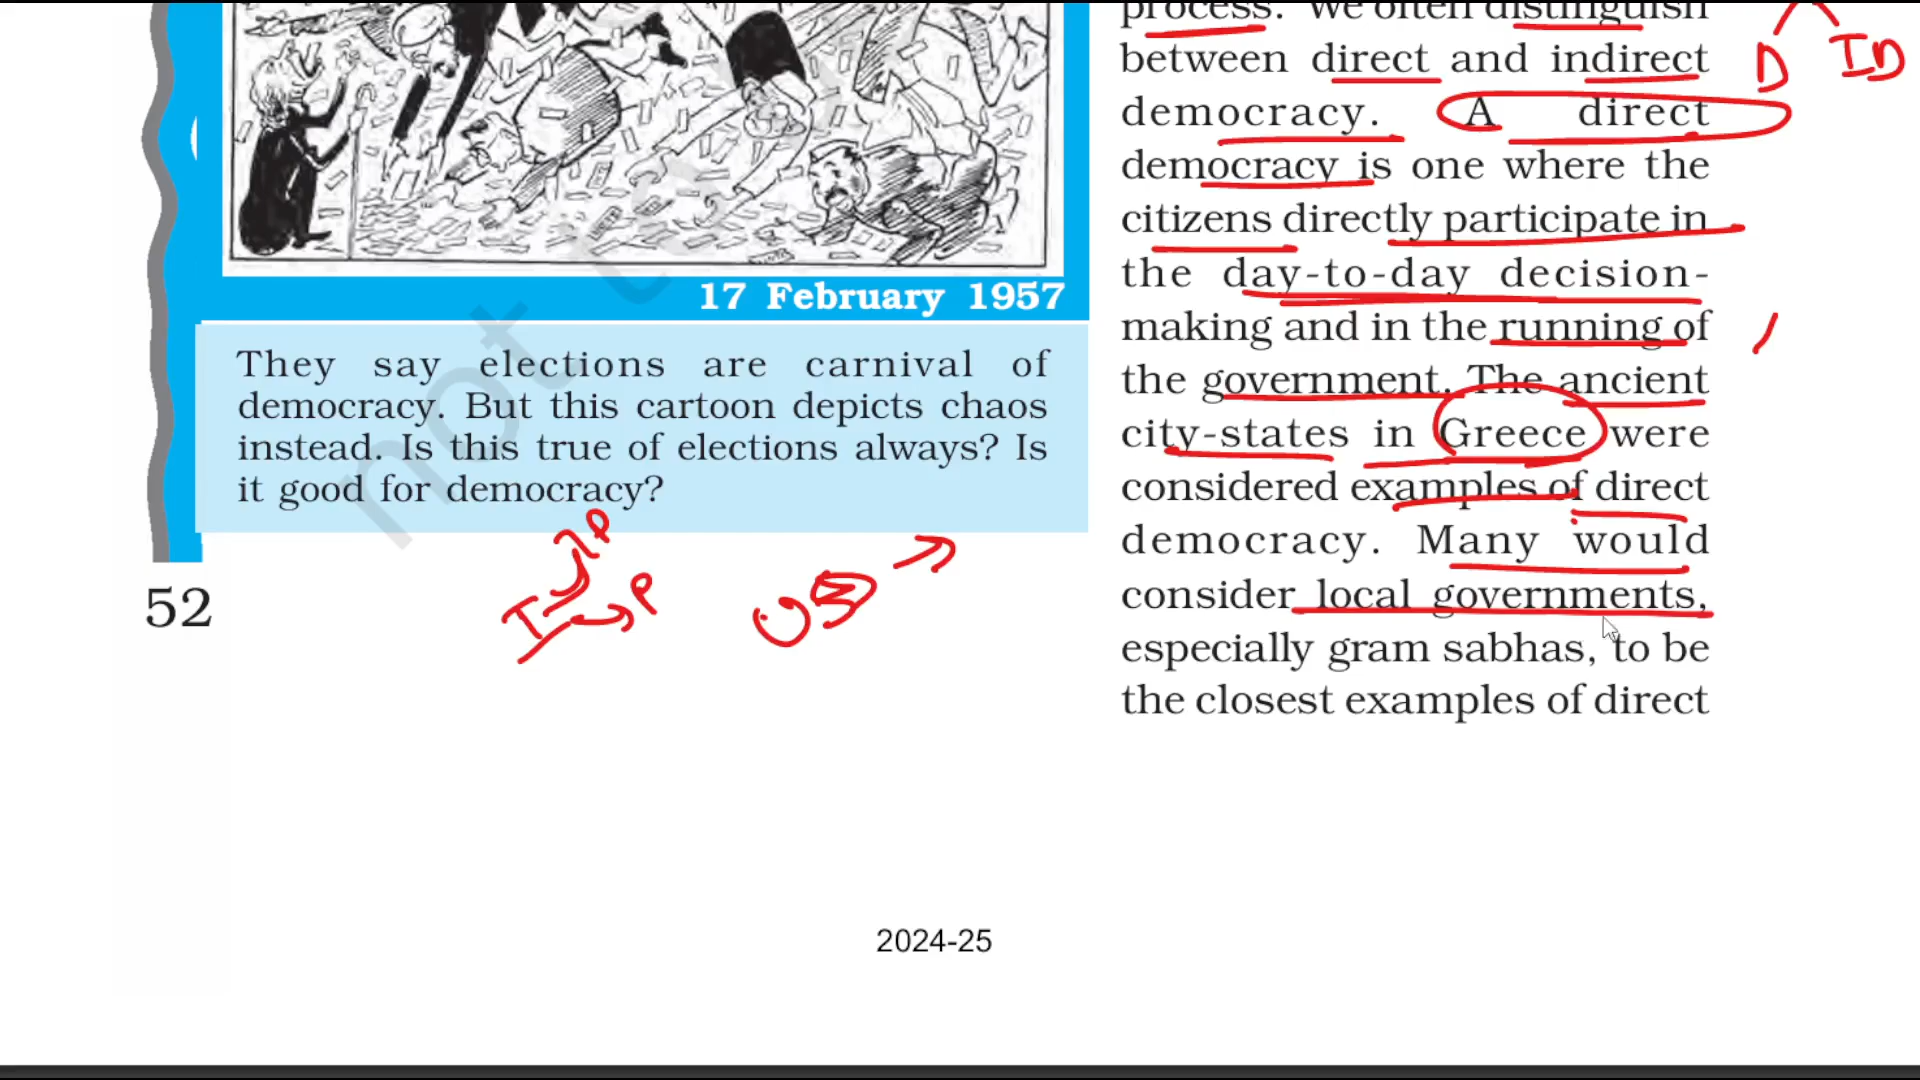 17 February 1957
They say elections are carnival of
democracy. But this cartoon depicts chaos
instead. Is this true of elections always? Is
it good for democracy?
52
process. We often distinguish
between direct and indirect
democracy. A direct
democracy is one where the
citizens directly participate in
the day-to-day decision-
making and in the running of
the government. The ancient
city-states in Greece were
considered examples of direct
democracy. Many would
consider local governments,
especially gram sabhas, to be
the closest examples of direct
D ID
2024-25